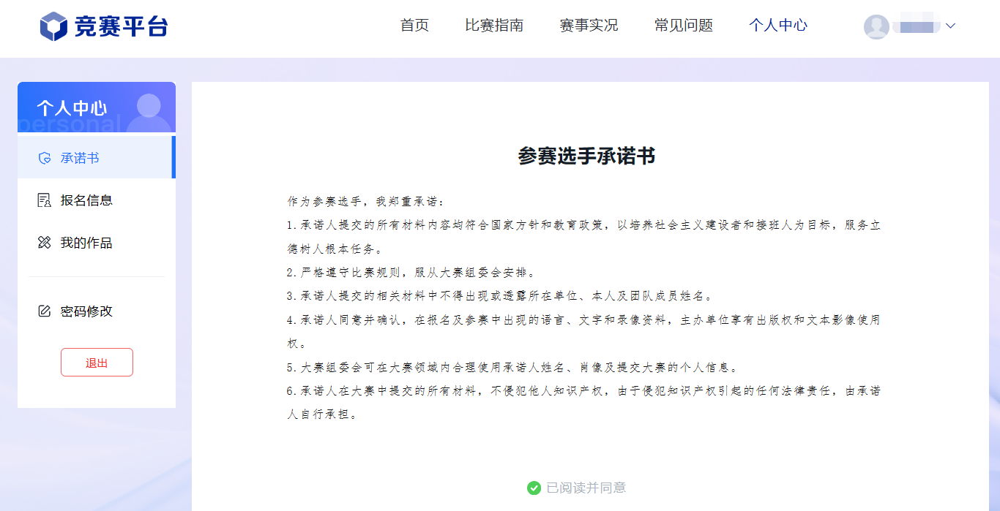 竞赛平台
首页 比赛指南 赛事实况 常见问题 个人中心
个人中心
personal
承诺书
报名信息
我的作品
密码修改
退出
参赛选手承诺书
作为参赛选手，我郑重承诺：
1.承诺人提交的所有材料内容均符合国家方针和教育政策，以培养社会主义建设者和接班人为目标，服务立
德树人根本任务。
2.严格遵守比赛规则，服从大赛组委会安排。
3.承诺人提交的相关材料中不得出现或透露所在单位、本人及团队成员姓名。
4.承诺人同意并确认，在报名及参赛中出现的语言、文字和录像资料，主办单位享有出版权和文本影像使用
权。
5.大赛组委会可在大赛领域内合理使用承诺人姓名、肖像及提交大赛的个人信息。
6.承诺人在大赛中提交的所有材料，不侵犯他人知识产权，由于侵犯知识产权引起的任何法律责任，由承诺
人自行承担。
已阅读并同意